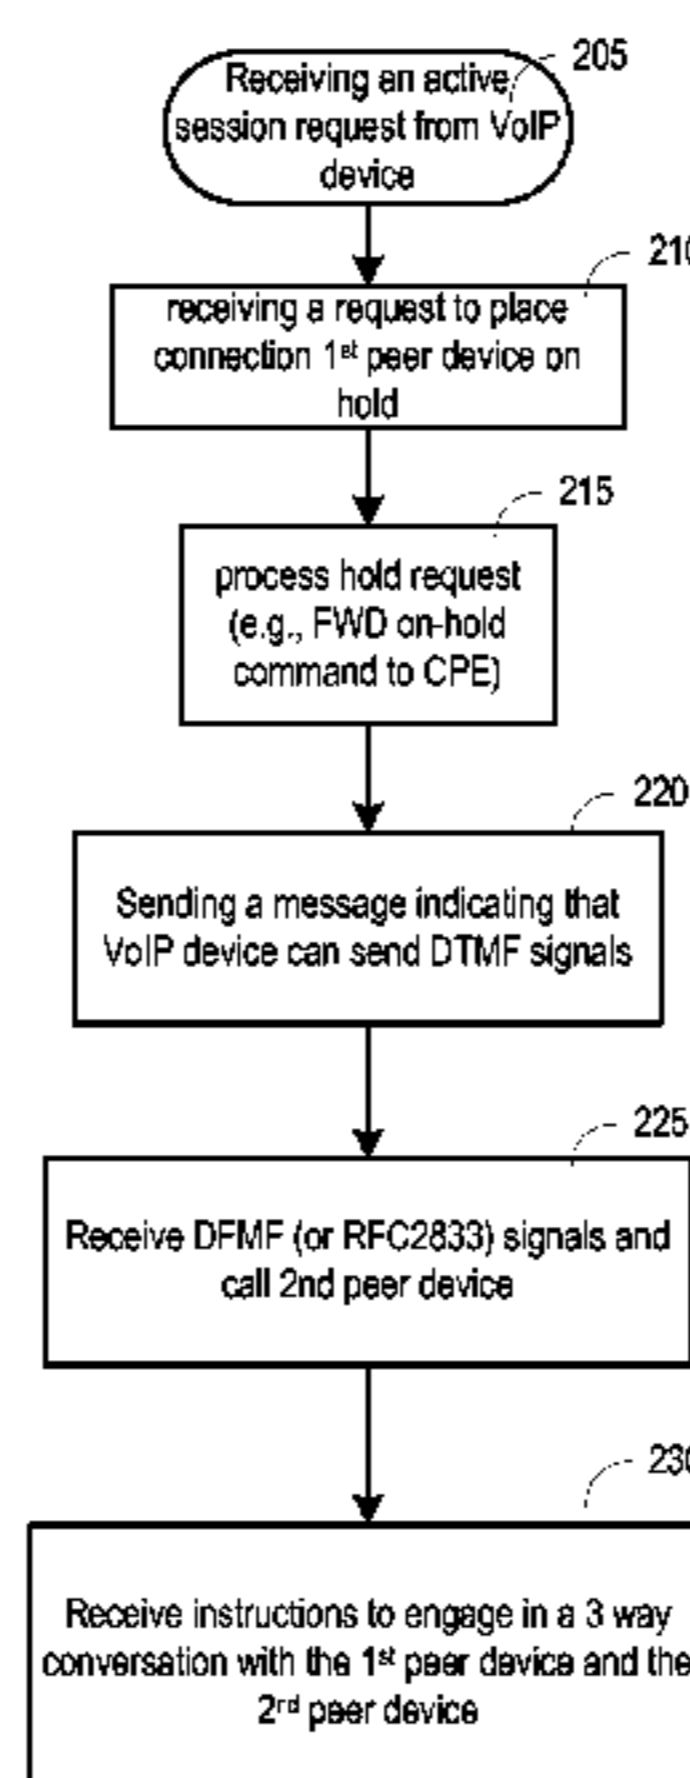 205
Receiving an active
session request from VoIP
device
210
receiving a request to place
connection 1st peer device on
hold
215
process hold request
(e.g., FWD on-hold
command to CPE)
220
Sending a message indicating that
VoIP device can send DTMF signals
225
Receive DFMF (or RFC2833) signals and
call 2nd peer device
230
Receive instructions to engage in a 3 way
conversation with the 1st peer device and the
2nd peer device